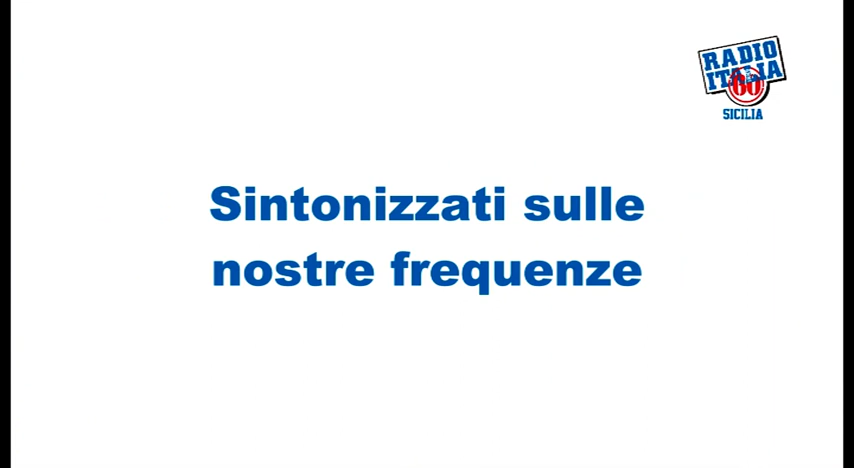 RADIO
ITALIA
60
SICILIA
Sintonizzati sulle
nostre frequenze